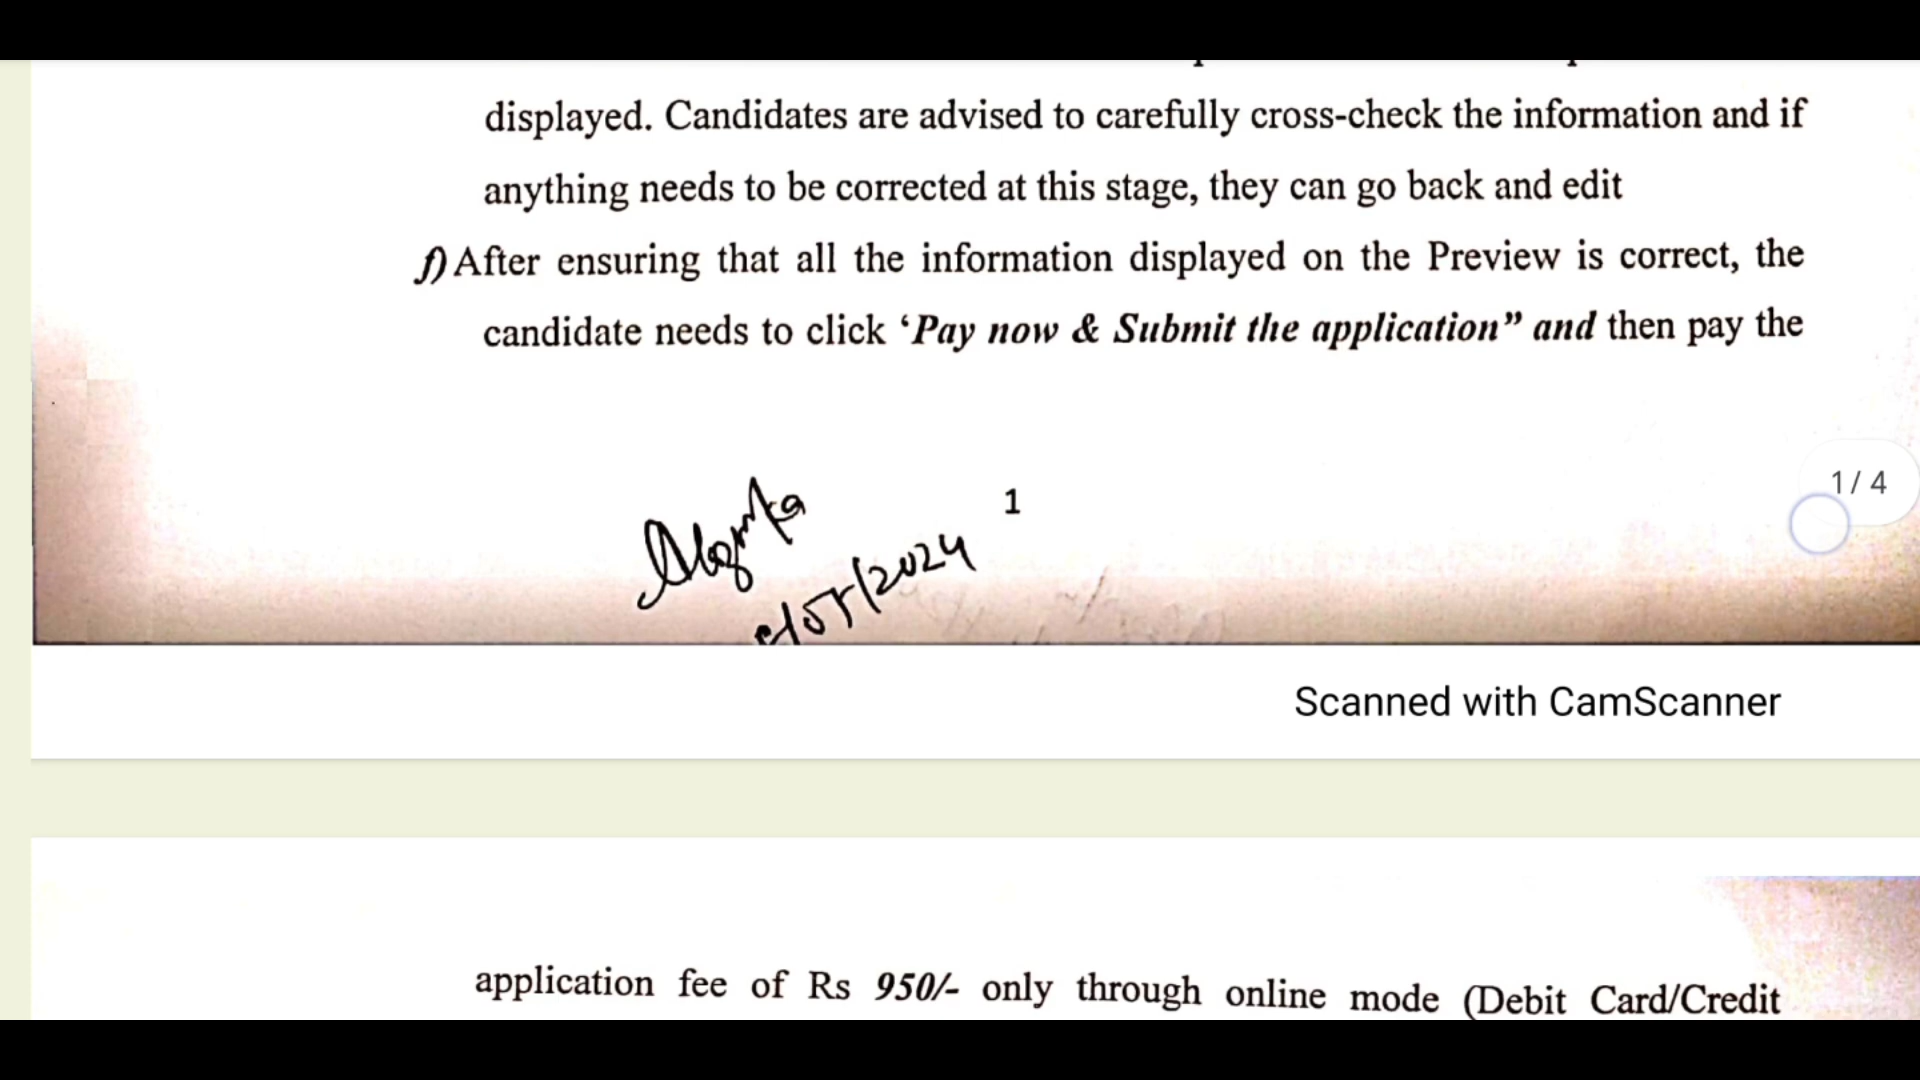 displayed. Candidates are advised to carefully cross-check the information and if
anything needs to be corrected at this stage, they can go back and edit
f) After ensuring that all the information displayed on the Preview is correct, the
candidate needs to click ‘Pay now & Submit the application” and then pay the
1
1 / 4
/05/2024
Scanned with CamScanner
application fee of Rs 950/- only through online mode (Debit Card/Credit